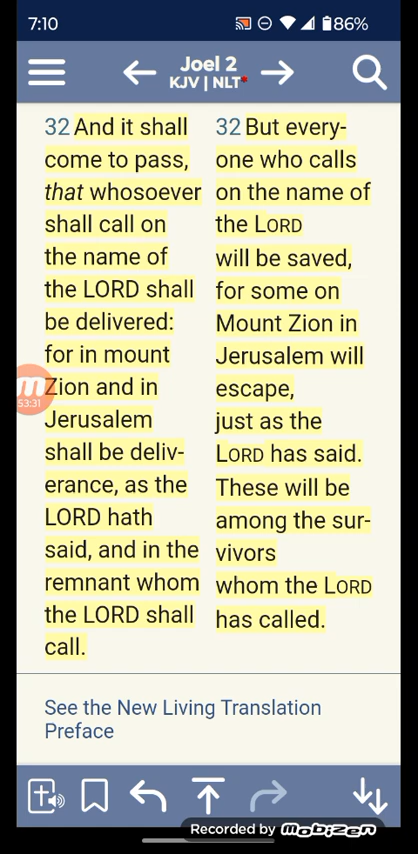 7:10
86%
Joel 2
KJV | NLT*
32 And it shall
come to pass,
that whosoever
shall call on
the name of
the LORD shall
be delivered:
for in mount
Zion and in
Jerusalem
shall be deliv-
erance, as the
LORD hath
said, and in the
remnant whom
the LORD shall
call.
32 But every-
one who calls
on the name of
the LORD
will be saved,
for some on
Mount Zion in
Jerusalem will
escape,
just as the
LORD has said.
These will be
among the sur-
vivors
whom the LORD
has called.
m
53:31
See the New Living Translation
Preface
Recorded by mobizen